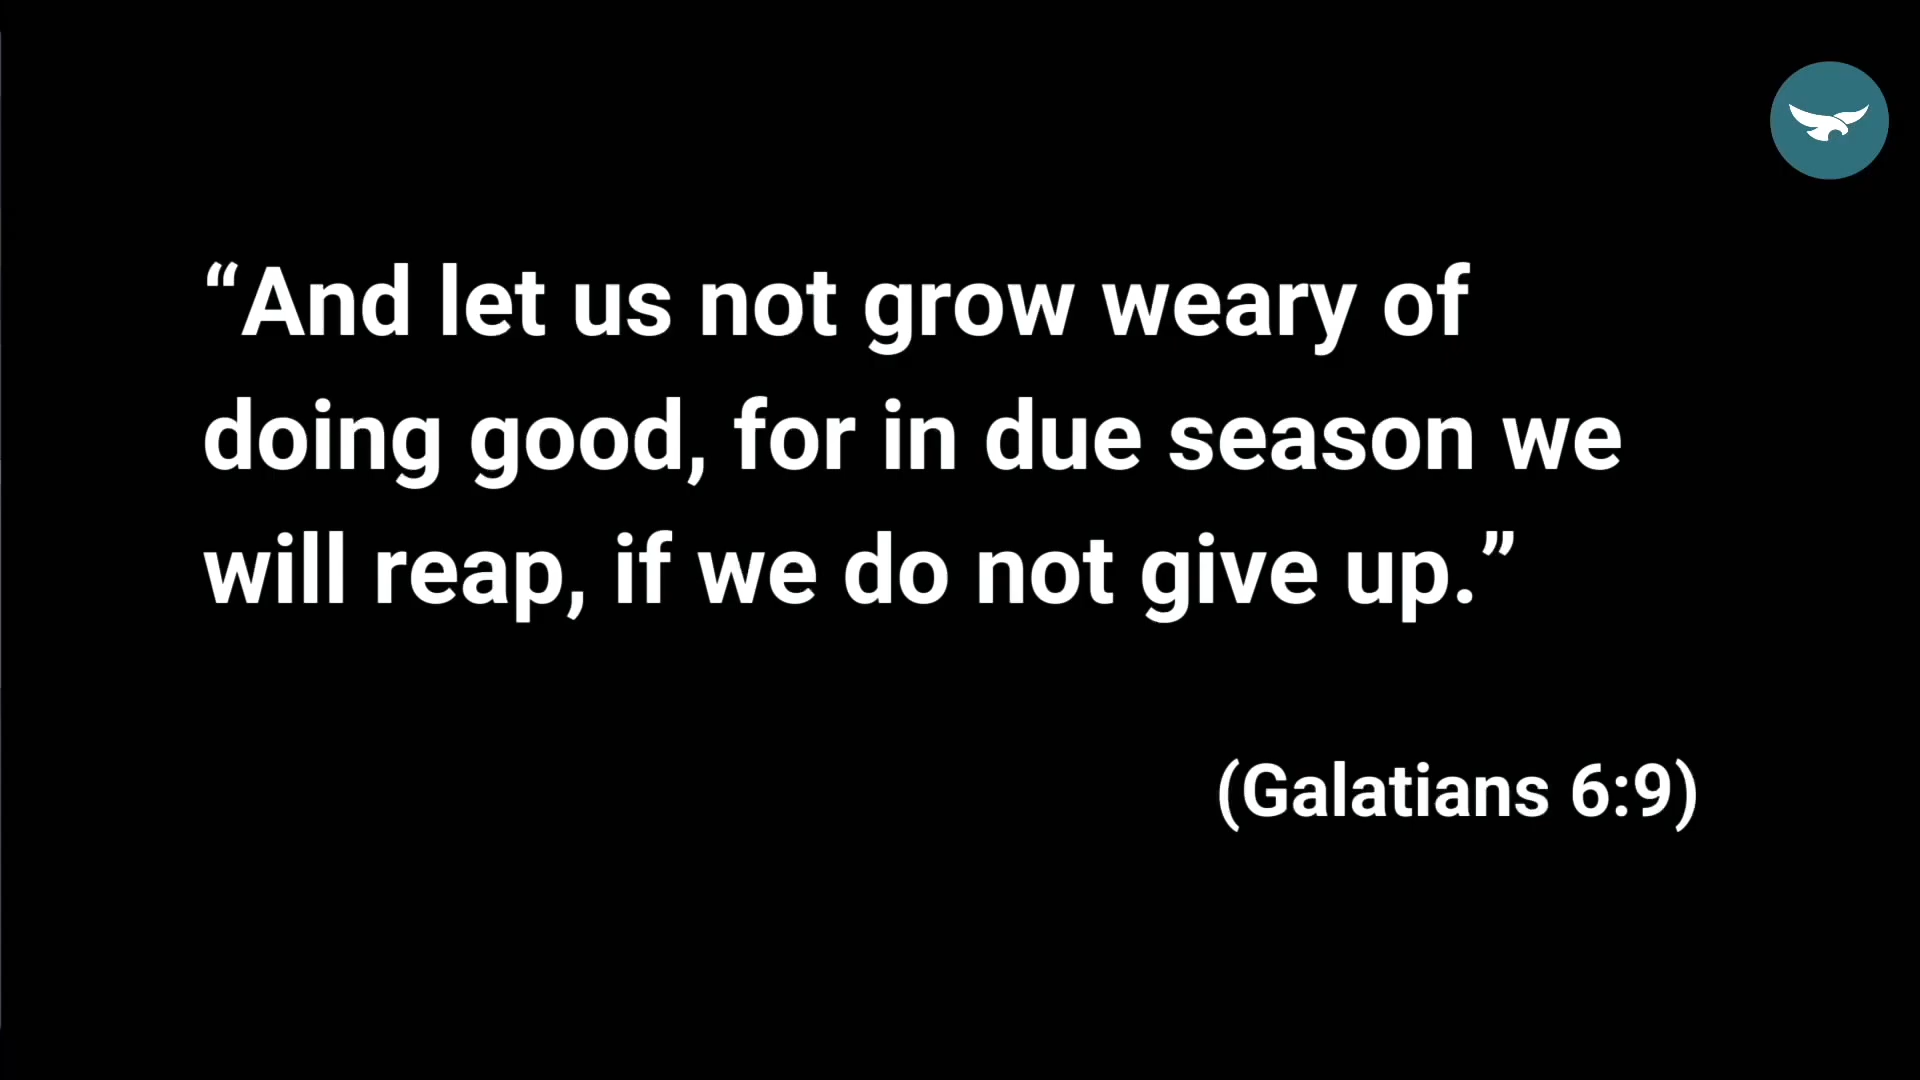 “And let us not grow weary of
doing good, for in due season we
will reap, if we do not give up.”
(Galatians 6:9)